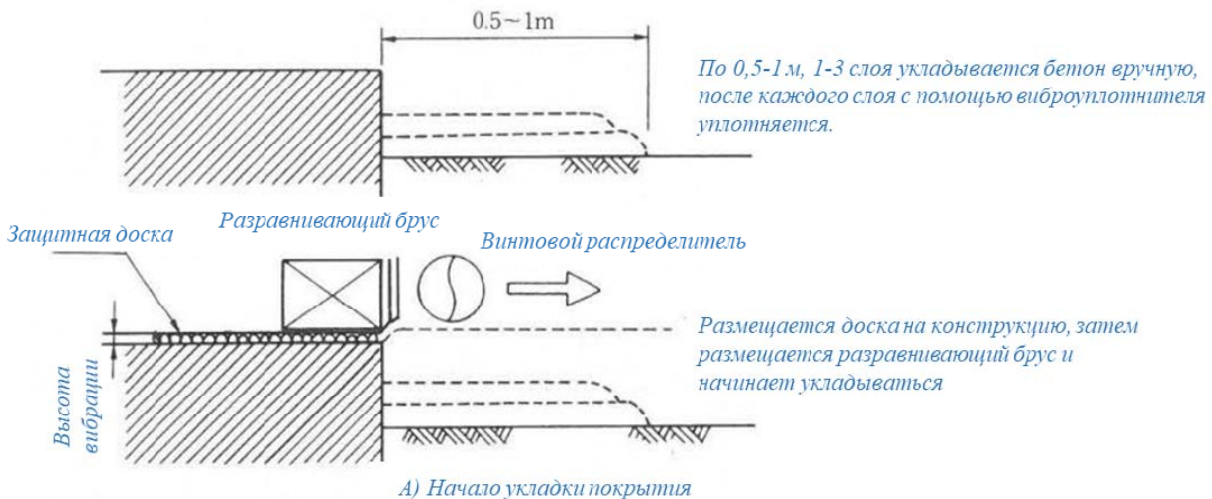 0.5~1m
По 0,5-1 м, 1-3 слоя укладывается бетон вручную,
после каждого слоя с помощью виброуплотнителя
уплотняется.
Разравнивающий брус
Защитная доска
Винтовой распределитель
Размещается доска на конструкцию, затем
размещается разравнивающий брус и
начинает укладываться
Высота
вибрации
А) Начало укладки покрытия